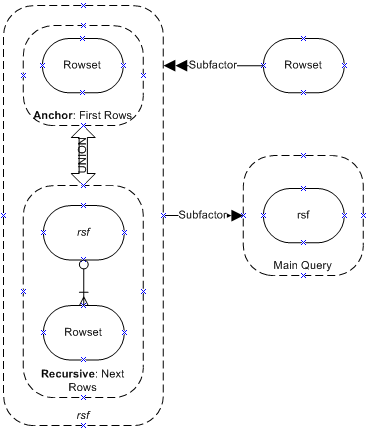 Rowset
Subfactor
Rowset
Anchor: First Rows
UNION
rsf
Subfactor
rsf
Main Query
Rowset
Recursive: Next
Rows
rsf